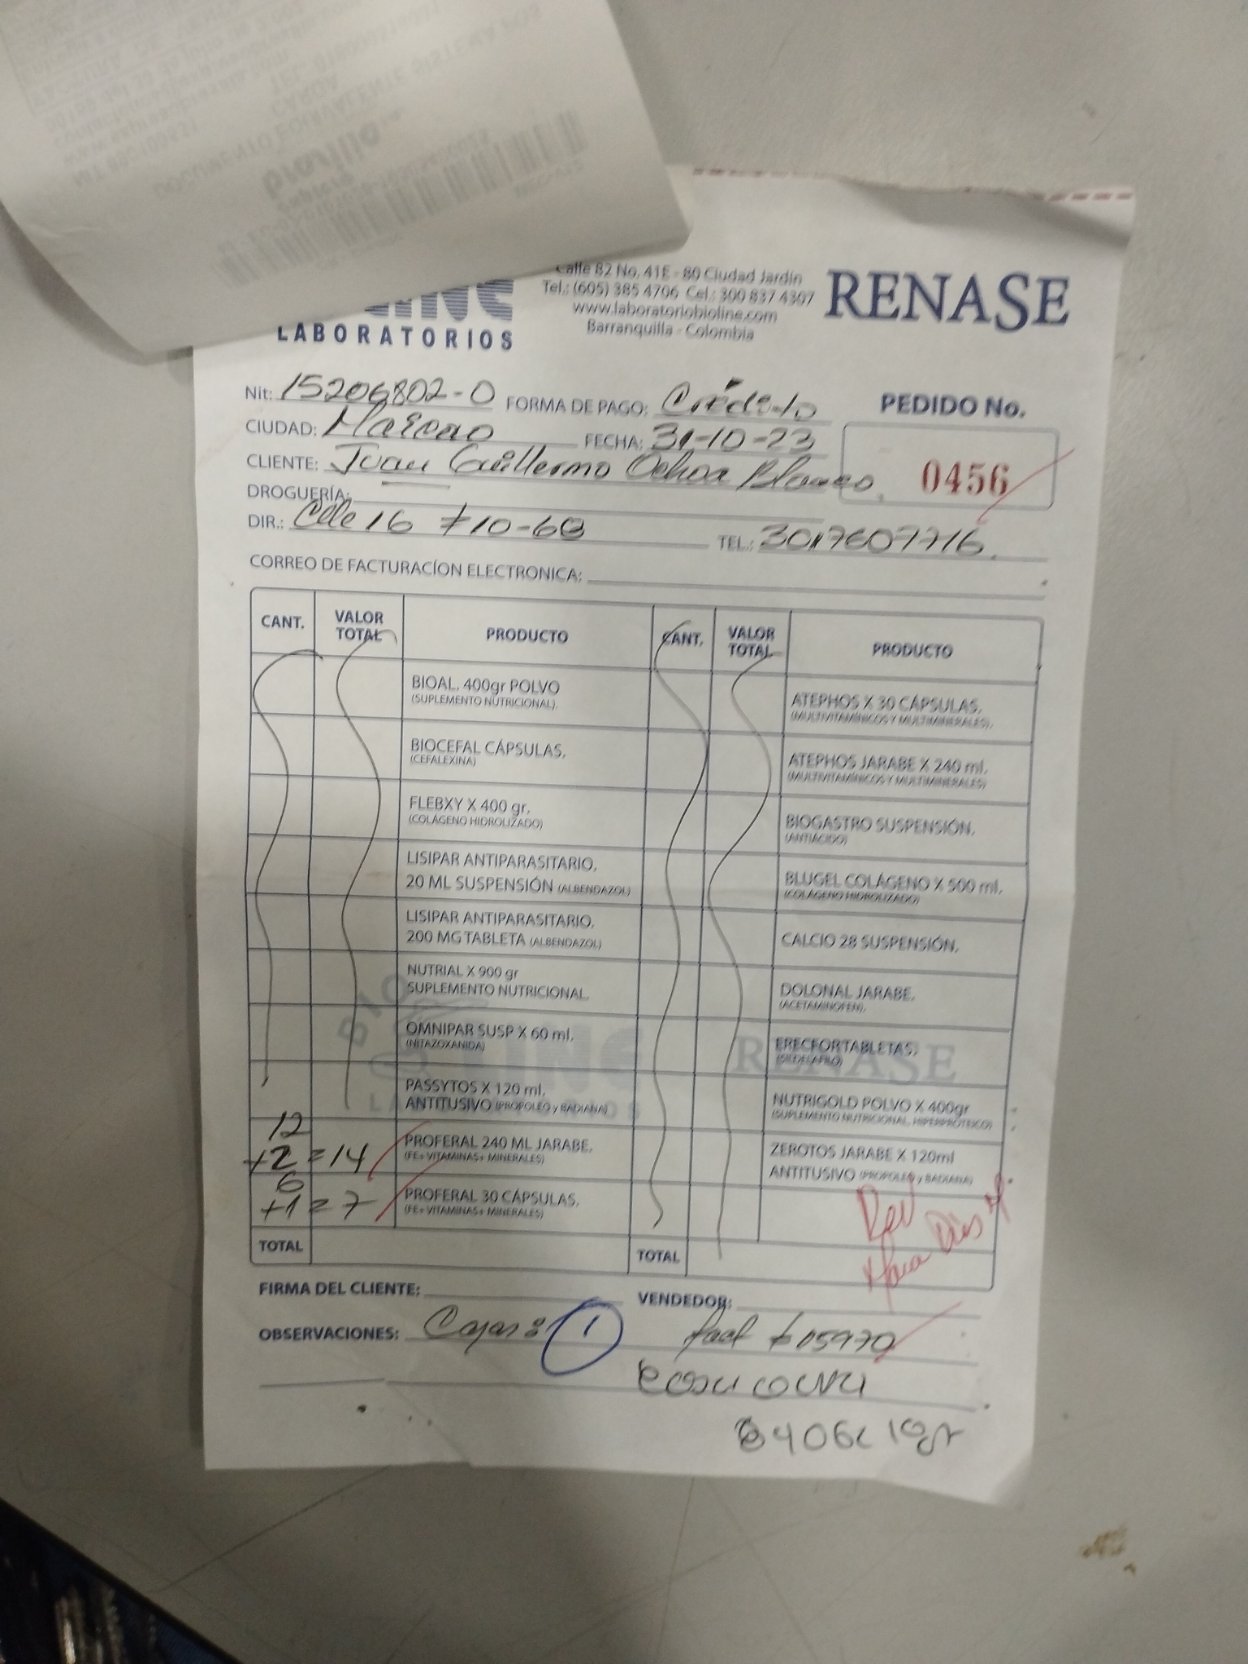 Calle 82 No. 41E - 80 Ciudad Jardín
Tel.: (605) 385 4706 Cel.: 300 837 4307
www.laboratoriobioline.com
Barranquilla - Colombia
LABORATORIOS
RENASE
Nit: 15206802-0 FORMA DE PAGO: Crédito
PEDIDO No.
CIUDAD: Maicao FECHA: 31-10-23
CLIENTE: Juan Guillermo Ochoa Blanco
0456
DROGUERÍA:
DIR.: Calle 16 #10-68 TEL.: 3017607716
CORREO DE FACTURACÍON ELECTRONICA:
CANT. VALOR TOTAL PRODUCTO CANT. VALOR TOTAL PRODUCTO
BIOAL. 400gr POLVO
(SUPLEMENTO NUTRICIONAL).
ATEPHOS X 30 CÁPSULAS.
(MULTIVITAMÍNICOS Y MULTIMINERALES).
BIOCEFAL CÁPSULAS.
(CEFALEXINA)
ATEPHOS JARABE X 240 ml.
(MULTIVITAMÍNICOS Y MULTIMINERALES)
FLEBXY X 400 gr.
(COLÁGENO HIDROLIZADO)
BIOGASTRO SUSPENSIÓN.
(ANTIÁCIDO)
LISIPAR ANTIPARASITARIO.
20 ML SUSPENSIÓN (ALBENDAZOL)
BLUGEL COLÁGENO X 500 ml.
(COLÁGENO HIDROLIZADO)
LISIPAR ANTIPARASITARIO.
200 MG TABLETA (ALBENDAZOL)
CALCIO 28 SUSPENSIÓN.
NUTRIAL X 900 gr
SUPLEMENTO NUTRICIONAL
DOLONAL JARABE.
(ACETAMINOFEN).
OMNIPAR SUSP X 60 ml.
(NITAZOXANIDA)
ERECFORTABLETAS.
(SILDENAFILO)
PASSYTOS X 120 ml.
ANTITUSIVO (PROPOLEO y BADIANA)
NUTRIGOLD POLVO X 400gr
(SUPLEMENTO NUTRICIONAL, HIPERPROTEICO)
12
+2 = 14 PROFERAL 240 ML JARABE.
(FE+ VITAMINAS+ MINERALES)
ZEROTOS JARABE X 120ml
ANTITUSIVO (PROPOLEO y BADIANA)
6
+1 = 7 PROFERAL 30 CÁPSULAS.
(FE+ VITAMINAS+ MINERALES)
TOTAL TOTAL
FIRMA DEL CLIENTE: VENDEDOR:
OBSERVACIONES: Cajas: 1 fact #05970